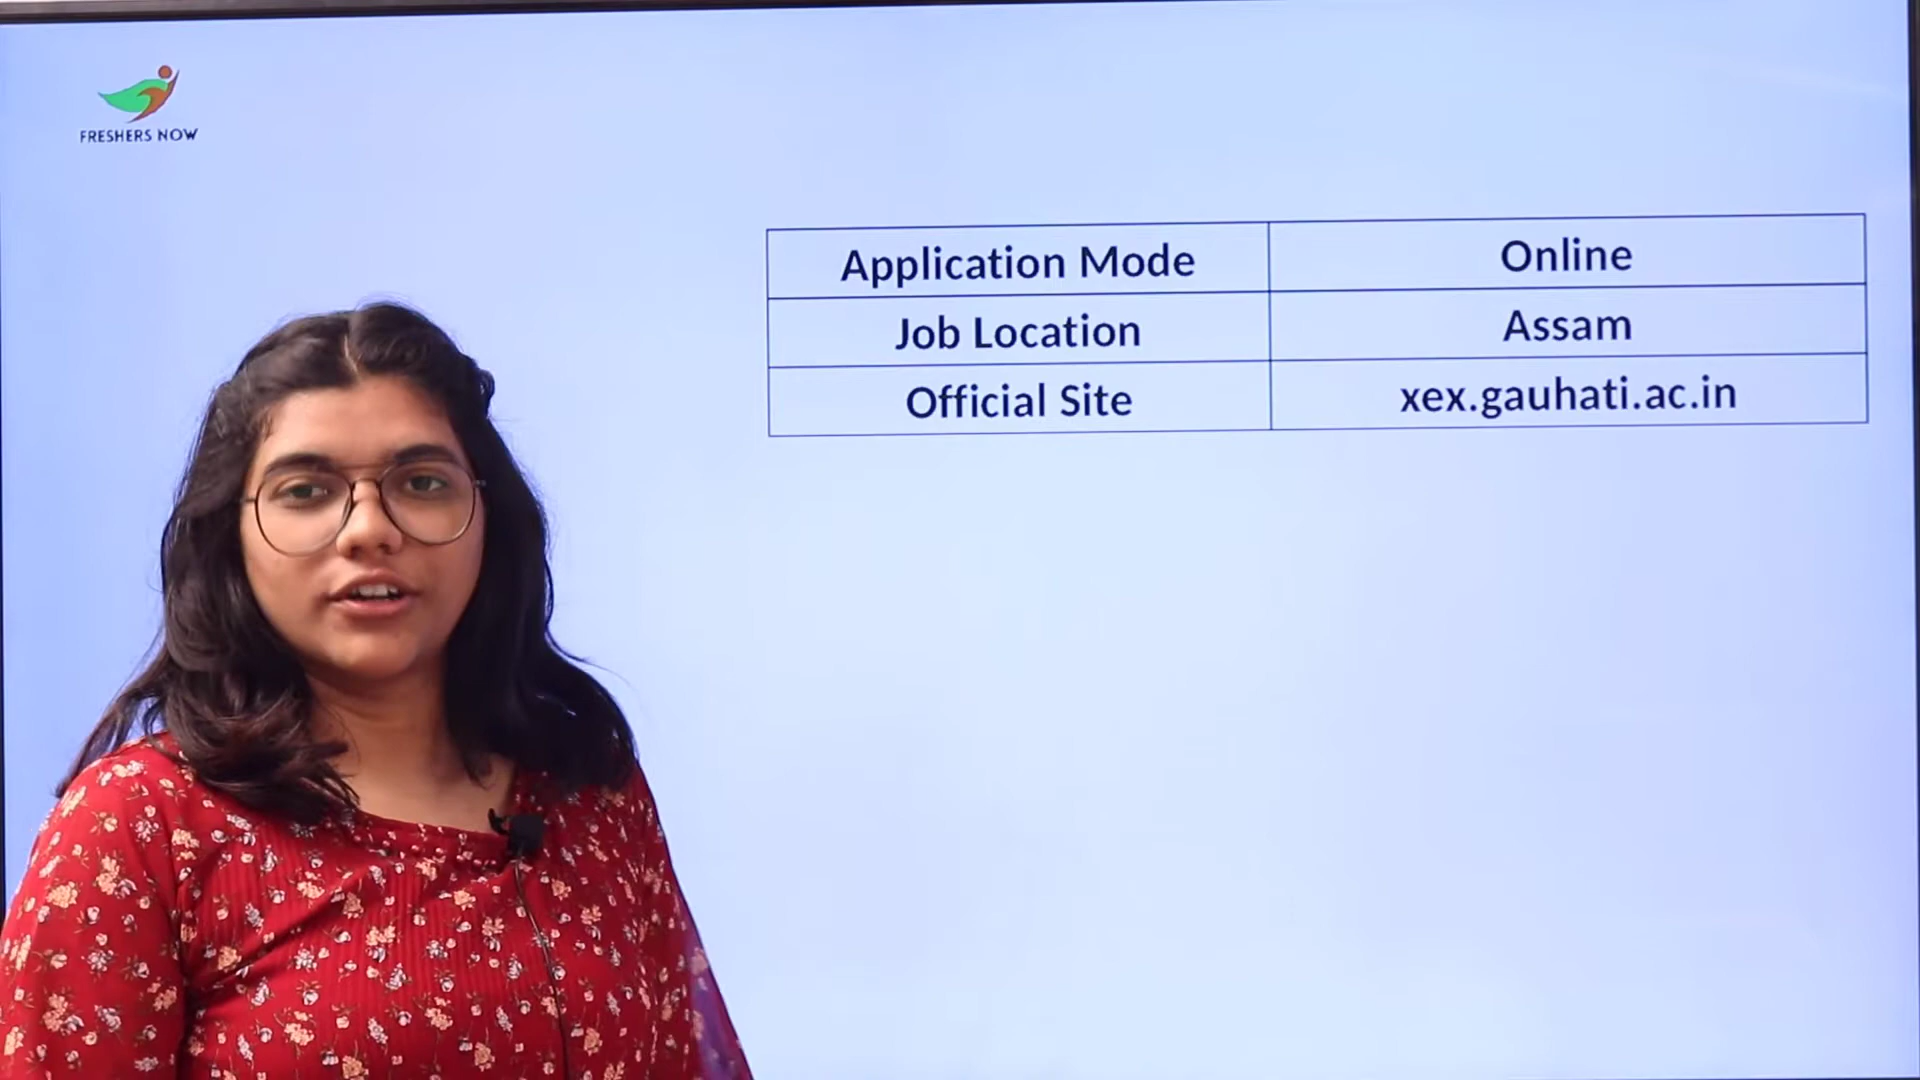 FRESHERS NOW
Application Mode Online
Job Location Assam
Official Site xex.gauhati.ac.in